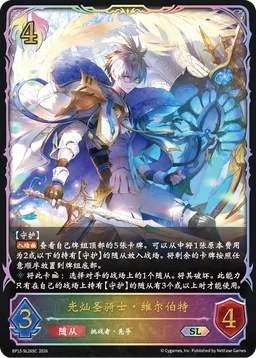 4
【守护】
入场曲 查看自己牌组顶部的5张卡牌。可以从中将1张原本费用
为2或以下的持有【守护】的随从放入战场。将剩余的卡牌按照任
意顺序放置到牌组底部。
※ 将此卡曲：选择对手的战场上的1个随从。将其破坏。此能力
只有在自己战场上持有【守护】的随从有3个或以上时才能使用。
光灿圣骑士·维尔伯特
3
随从
挑战者·先导
SL
4
BP15-SL26SC 2026
© Cygames, Inc. Published by NetEase Games